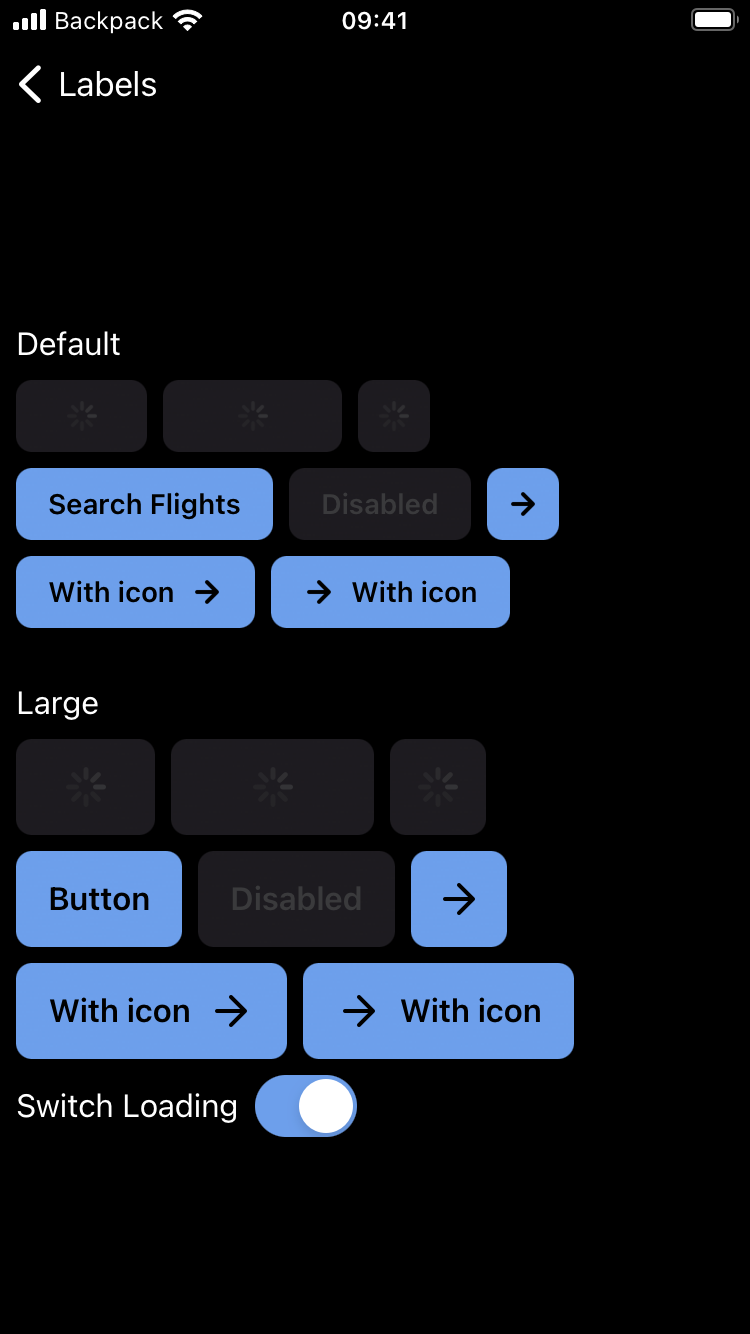 Backpack 09:41
Labels
Default
Search Flights Disabled
With icon With icon
Large
Button Disabled
With icon With icon
Switch Loading